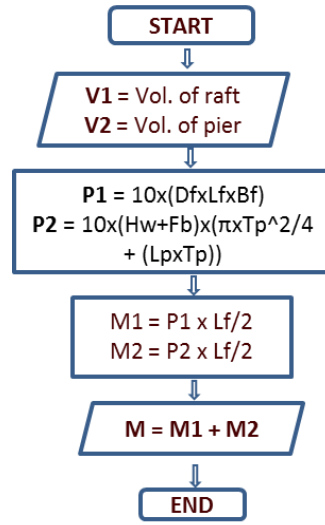 START
V1 = Vol. of raft
V2 = Vol. of pier
P1 = 10x(DfxLfxBf)
P2 = 10x(Hw+Fb)x(πxTp^2/4
+ (LpxTp))
M1 = P1 x Lf/2
M2 = P2 x Lf/2
M = M1 + M2
END